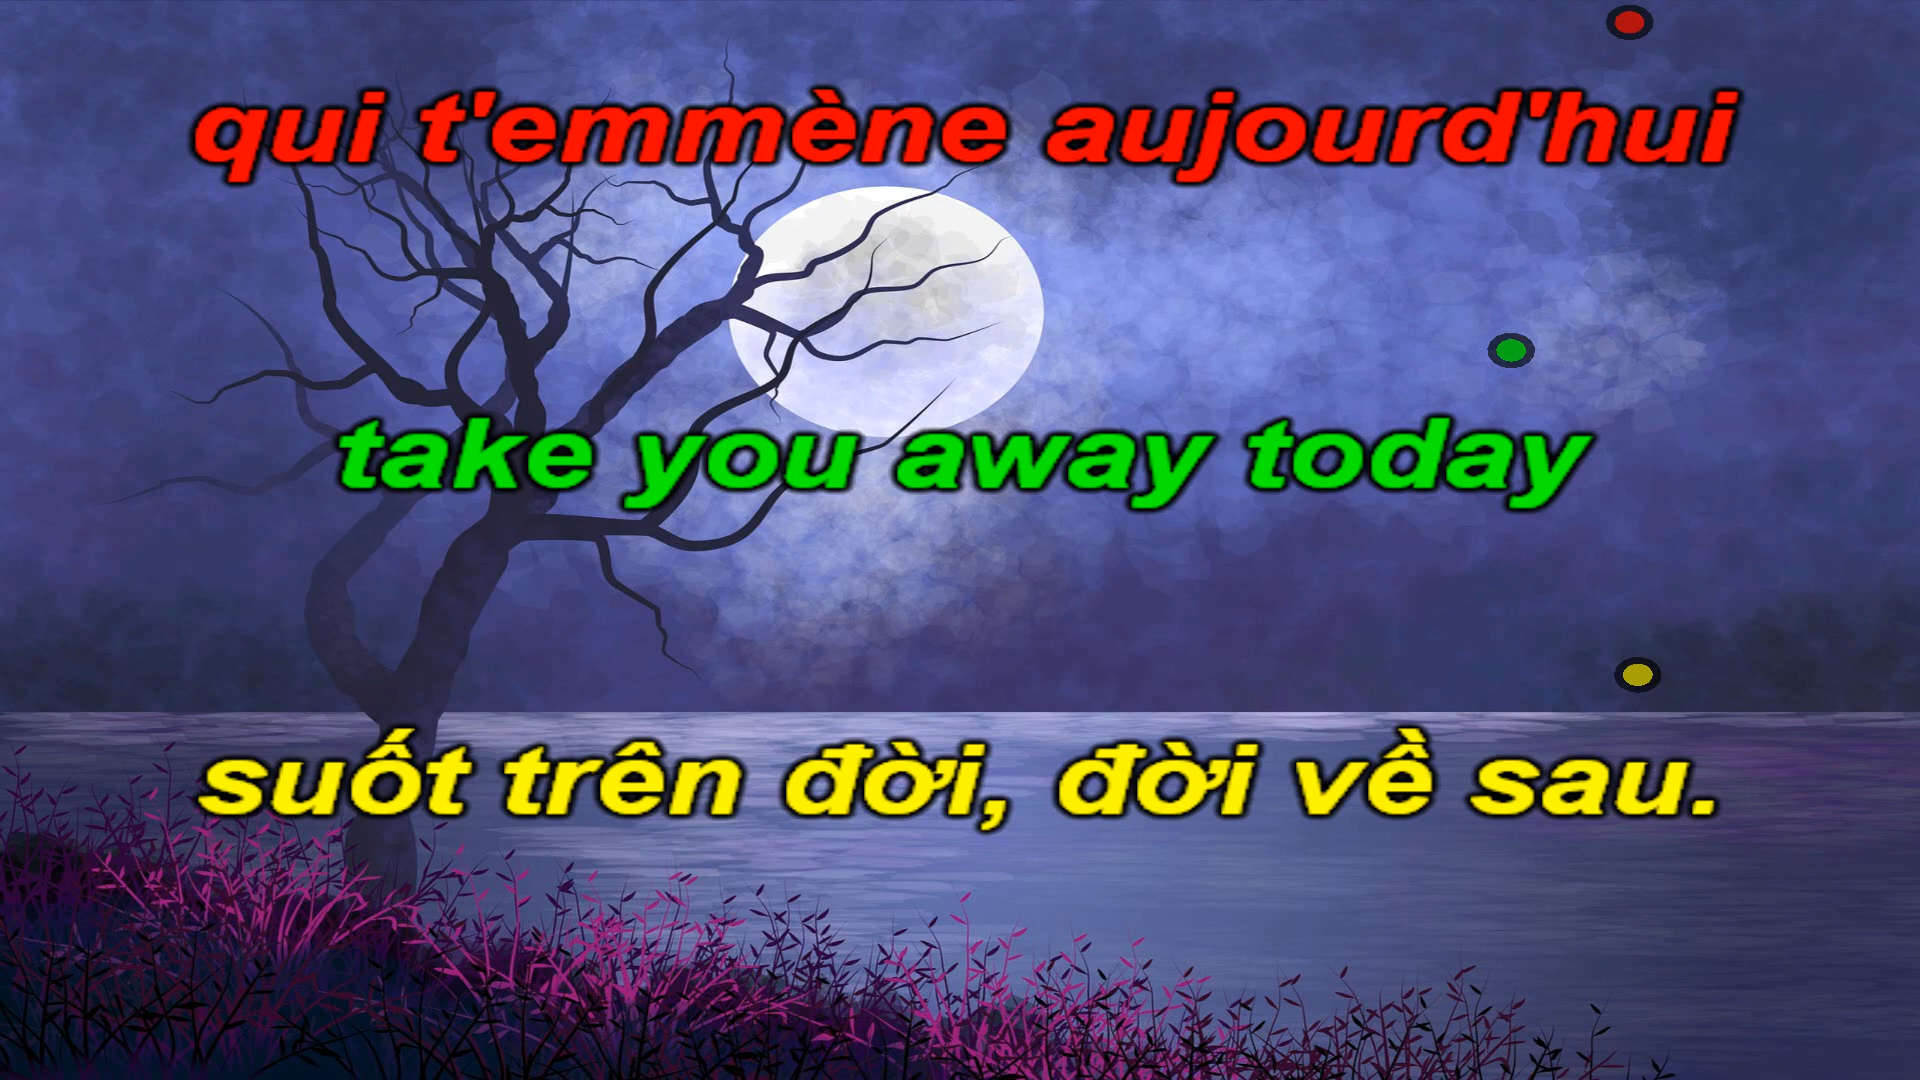 qui t'emmène aujourd'hui
take you away today
suốt trên đời, đời về sau.